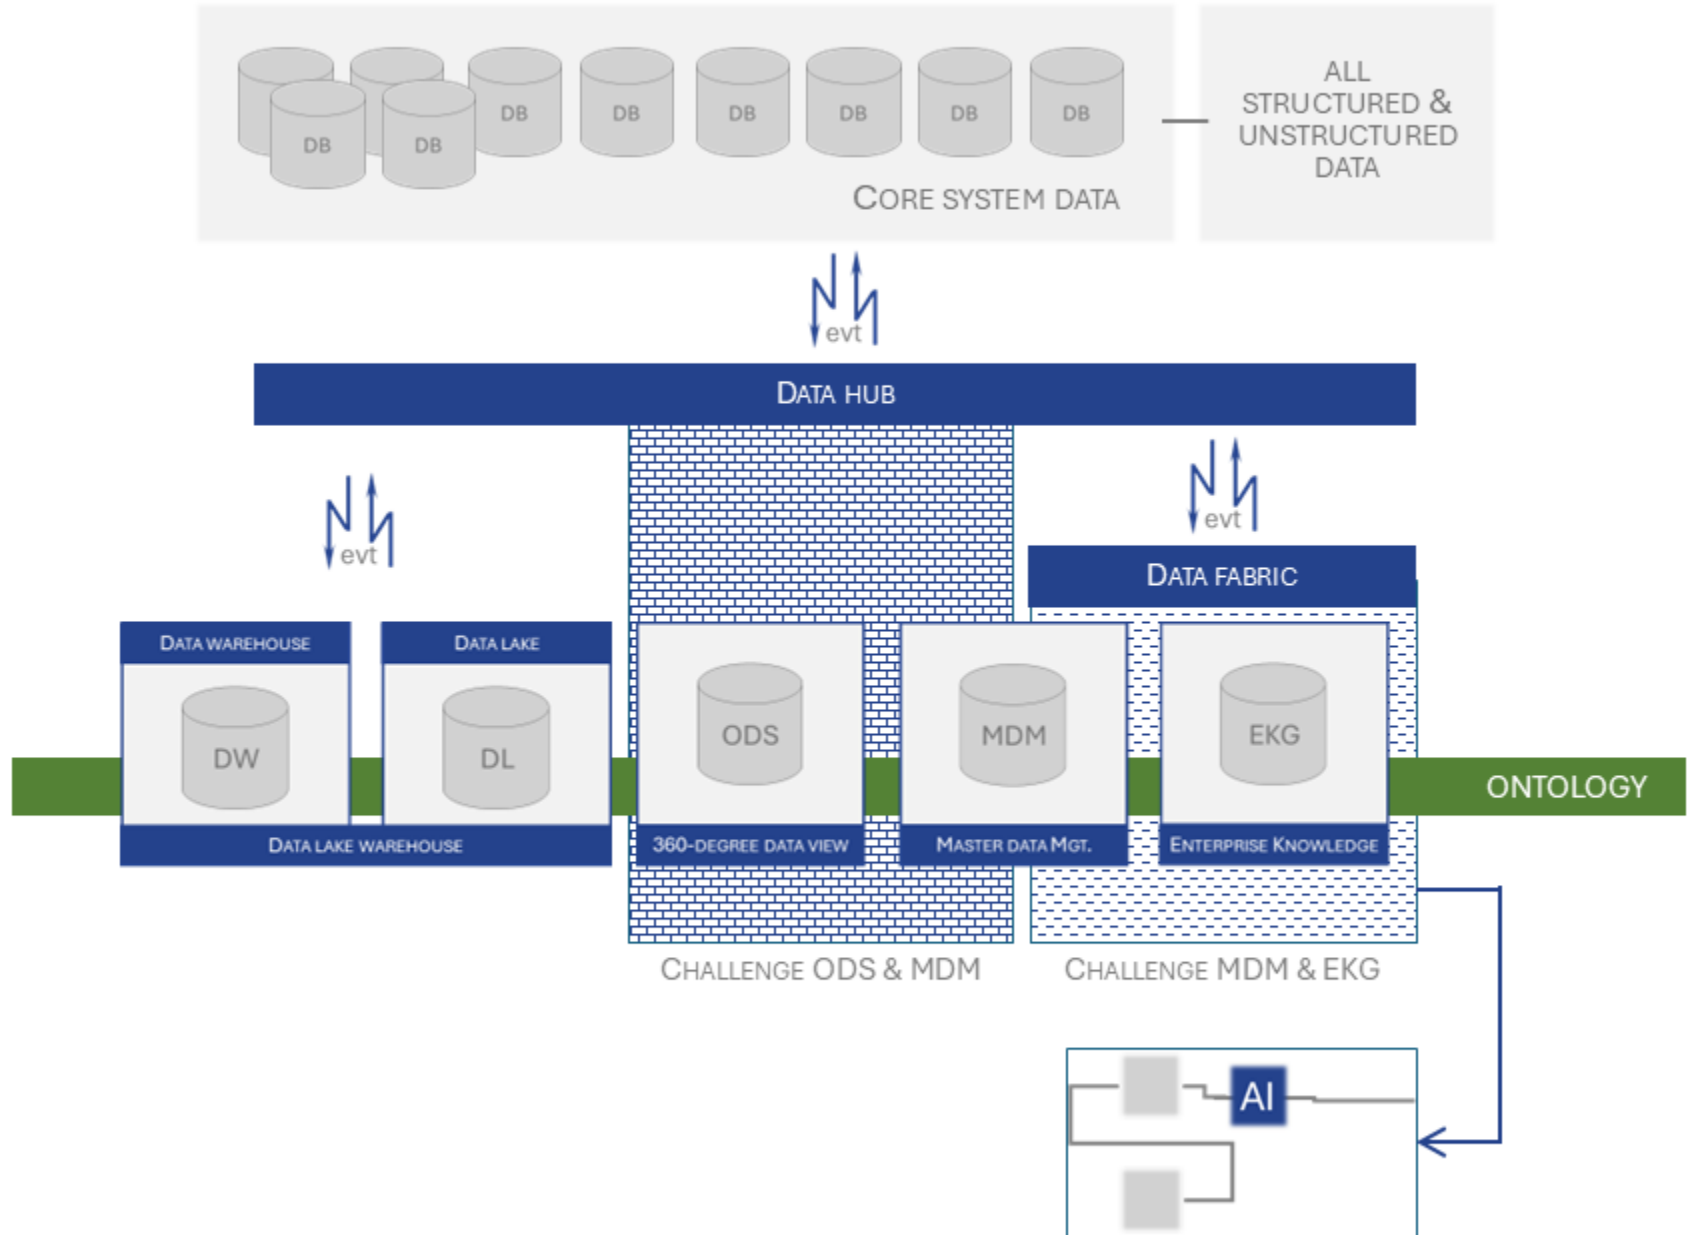 DB
DB
DB
DB
DB
DB
DB
DB
CORE SYSTEM DATA
ALL
STRUCTURED &
UNSTRUCTURED
DATA
evt
DATA HUB
evt
evt
DATA FABRIC
DATA WAREHOUSE
DATA LAKE
DW
DL
ODS
MDM
EKG
ONTOLOGY
DATA LAKE WAREHOUSE
360-DEGREE DATA VIEW
MASTER DATA MGT.
ENTERPRISE KNOWLEDGE
CHALLENGE ODS & MDM
CHALLENGE MDM & EKG
AI